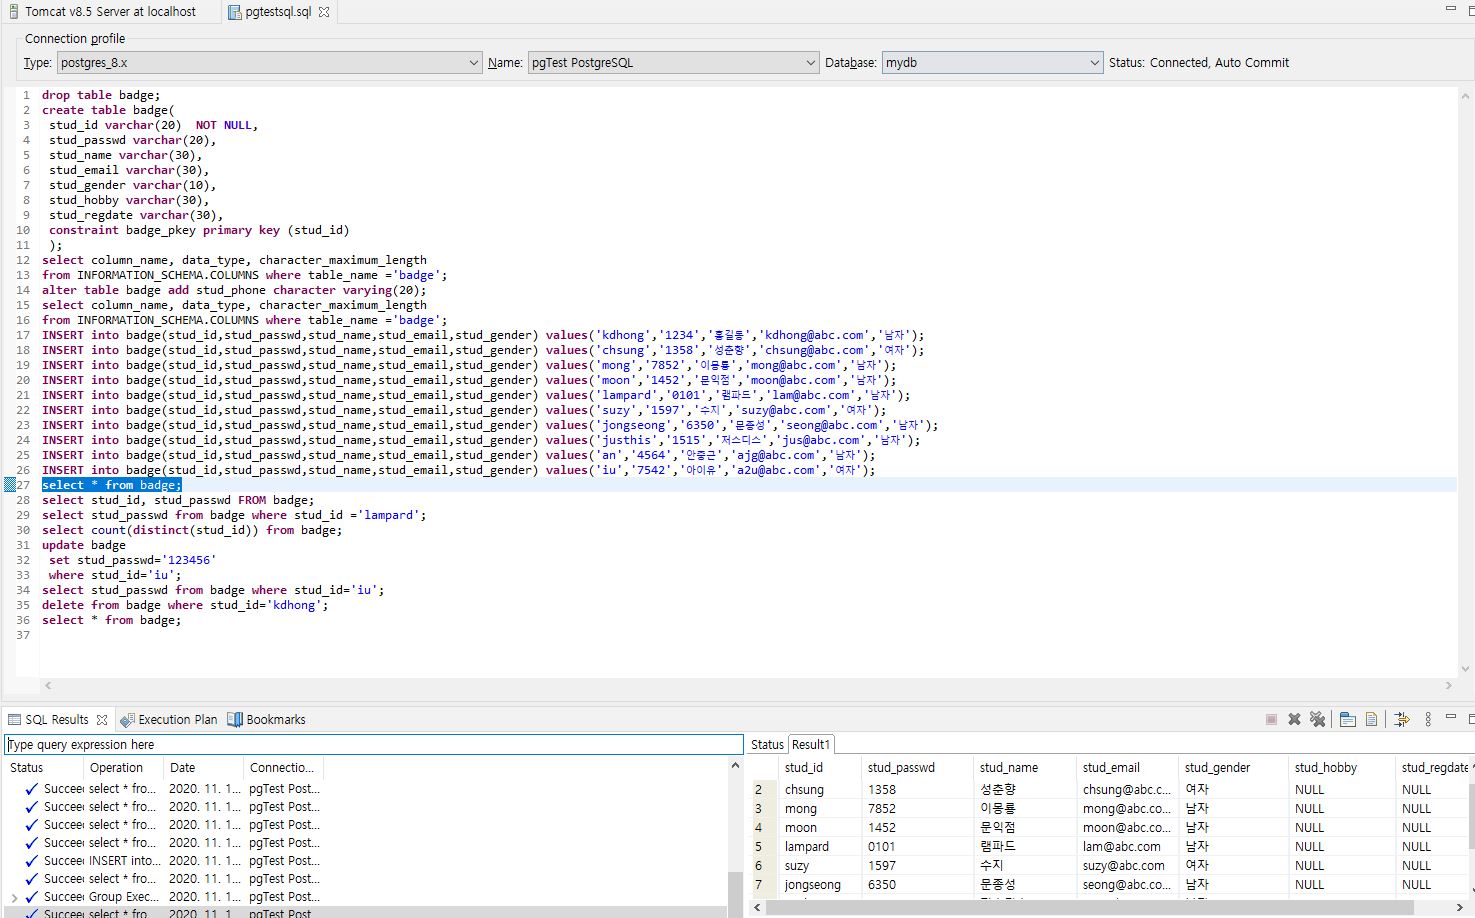 Tomcat v8.5 Server at localhost
pgtestsql.sql
Connection profile
Type: postgres_8.x Name: pgTest PostgreSQL Database: mydb Status: Connected, Auto Commit
1 drop table badge;
2 create table badge(
3 stud_id varchar(20)  NOT NULL,
4 stud_passwd varchar(20),
5 stud_name varchar(30),
6 stud_email varchar(30),
7 stud_gender varchar(10),
8 stud_hobby varchar(30),
9 stud_regdate varchar(30),
10 constraint badge_pkey primary key (stud_id)
11 );
12 select column_name, data_type, character_maximum_length
13 from INFORMATION_SCHEMA.COLUMNS where table_name ='badge';
14 alter table badge add stud_phone character varying(20);
15 select column_name, data_type, character_maximum_length
16 from INFORMATION_SCHEMA.COLUMNS where table_name ='badge';
17 INSERT into badge(stud_id,stud_passwd,stud_name,stud_email,stud_gender) values('kdhong','1234','홍길동','kdhong@abc.com','남자');
18 INSERT into badge(stud_id,stud_passwd,stud_name,stud_email,stud_gender) values('chsung','1358','성춘향','chsung@abc.com','여자');
19 INSERT into badge(stud_id,stud_passwd,stud_name,stud_email,stud_gender) values('mong','7852','이몽룡','mong@abc.com','남자');
20 INSERT into badge(stud_id,stud_passwd,stud_name,stud_email,stud_gender) values('moon','1452','문익점','moon@abc.com','남자');
21 INSERT into badge(stud_id,stud_passwd,stud_name,stud_email,stud_gender) values('lampard','0101','램파드','lam@abc.com','남자');
22 INSERT into badge(stud_id,stud_passwd,stud_name,stud_email,stud_gender) values('suzy','1597','수지','suzy@abc.com','여자');
23 INSERT into badge(stud_id,stud_passwd,stud_name,stud_email,stud_gender) values('jongseong','6350','문종성','seong@abc.com','남자');
24 INSERT into badge(stud_id,stud_passwd,stud_name,stud_email,stud_gender) values('justhis','1515','저스디스','jus@abc.com','남자');
25 INSERT into badge(stud_id,stud_passwd,stud_name,stud_email,stud_gender) values('an','4564','안중근','ajg@abc.com','남자');
26 INSERT into badge(stud_id,stud_passwd,stud_name,stud_email,stud_gender) values('iu','7542','아이유','a2u@abc.com','여자');
27 select * from badge;
28 select stud_id, stud_passwd FROM badge;
29 select stud_passwd from badge where stud_id ='lampard';
30 select count(distinct(stud_id)) from badge;
31 update badge
32 set stud_passwd='123456'
33 where stud_id='iu';
34 select stud_passwd from badge where stud_id='iu';
35 delete from badge where stud_id='kdhong';
36 select * from badge;
37
SQL Results Execution Plan Bookmarks
Type query expression here
Status Operation Date Connectio...
Succee select * fro... 2020. 11. 1... pgTest Post...
Succee select * fro... 2020. 11. 1... pgTest Post...
Succee select * fro... 2020. 11. 1... pgTest Post...
Succee select * fro... 2020. 11. 1... pgTest Post...
Succee INSERT into... 2020. 11. 1... pgTest Post...
Succee select * fro... 2020. 11. 1... pgTest Post...
Succee Group Exec... 2020. 11. 1... pgTest Post...
Succee select * fro 2020. 11. 1 pgTest Post
Status Result1
stud_id stud_passwd stud_name stud_email stud_gender stud_hobby stud_regdate
2 chsung 1358 성춘향 chsung@abc.c... 여자 NULL NULL
3 mong 7852 이몽룡 mong@abc.co... 남자 NULL NULL
4 moon 1452 문익점 moon@abc.co... 남자 NULL NULL
5 lampard 0101 램파드 lam@abc.com 남자 NULL NULL
6 suzy 1597 수지 suzy@abc.com 여자 NULL NULL
7 jongseong 6350 문종성 seong@abc.co... 남자 NULL NULL